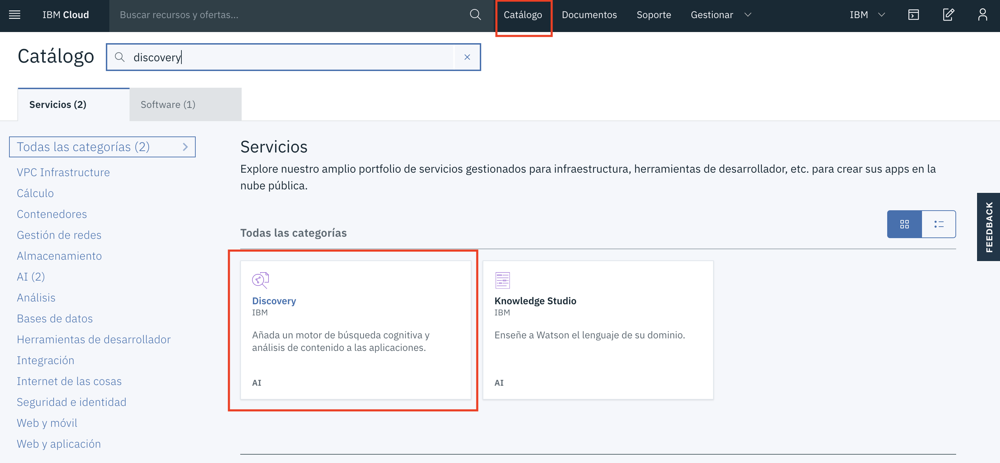 IBM Cloud
Buscar recursos y ofertas...
Catálogo
Documentos
Soporte
Gestionar
IBM
Catálogo
discovery
Servicios (2)
Software (1)
Todas las categorías (2)
VPC Infrastructure
Cálculo
Contenedores
Gestión de redes
Almacenamiento
AI (2)
Análisis
Bases de datos
Herramientas de desarrollador
Integración
Internet de las cosas
Seguridad e identidad
Web y móvil
Web y aplicación
Servicios
Explore nuestro amplio portfolio de servicios gestionados para infraestructura, herramientas de desarrollador, etc. para crear sus apps en la
nube pública.
Todas las categorías
Discovery
IBM
Añada un motor de búsqueda cognitiva y
análisis de contenido a las aplicaciones.
AI
Knowledge Studio
IBM
Enseñe a Watson el lenguaje de su dominio.
AI
FEEDBACK